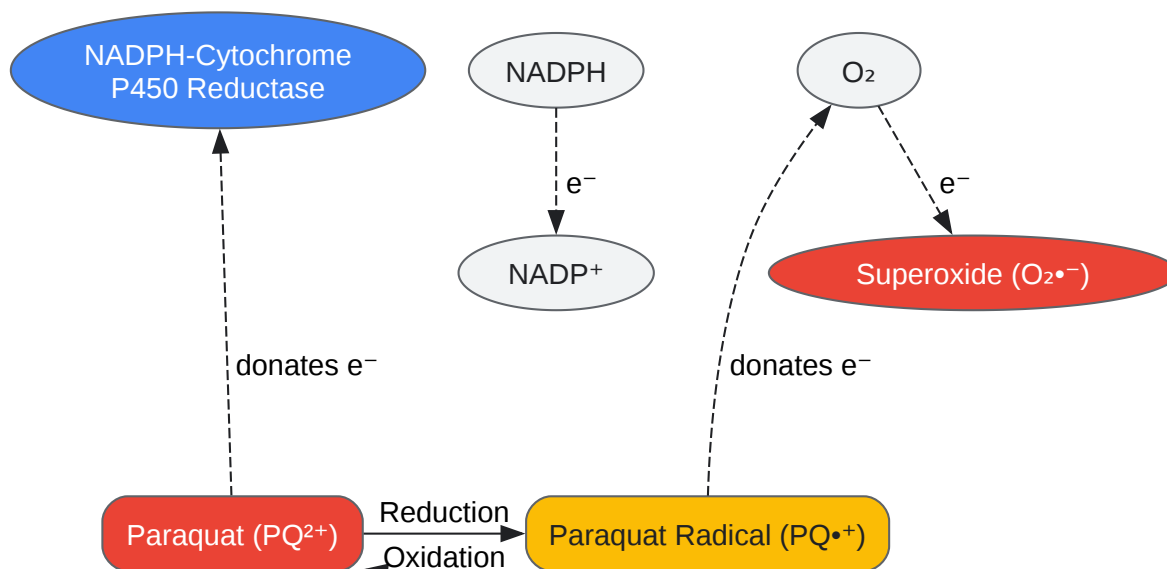 NADPH-Cytochrome
P450 Reductase
NADPH
O₂
e⁻
e⁻
NADP⁺
Superoxide (O₂•⁻)
donates e⁻
donates e⁻
Reduction
Paraquat (PQ²⁺)
Paraquat Radical (PQ•⁺)
Oxidation